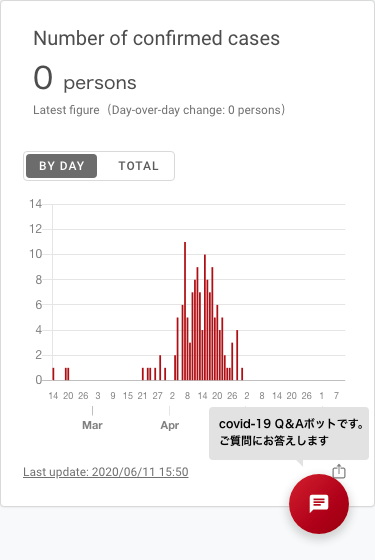 Number of confirmed cases
0 persons
Latest figure（Day-over-day change: 0 persons）
BY DAY TOTAL
14
12
10
8
6
4
2
0
14 20 26 3 9 15 21 27 2 8 14 20 26 2 8 14 20 26 1 7
Mar Apr
covid-19 Q&Aボットです。
ご質問にお答えします
Last update: 2020/06/11 15:50